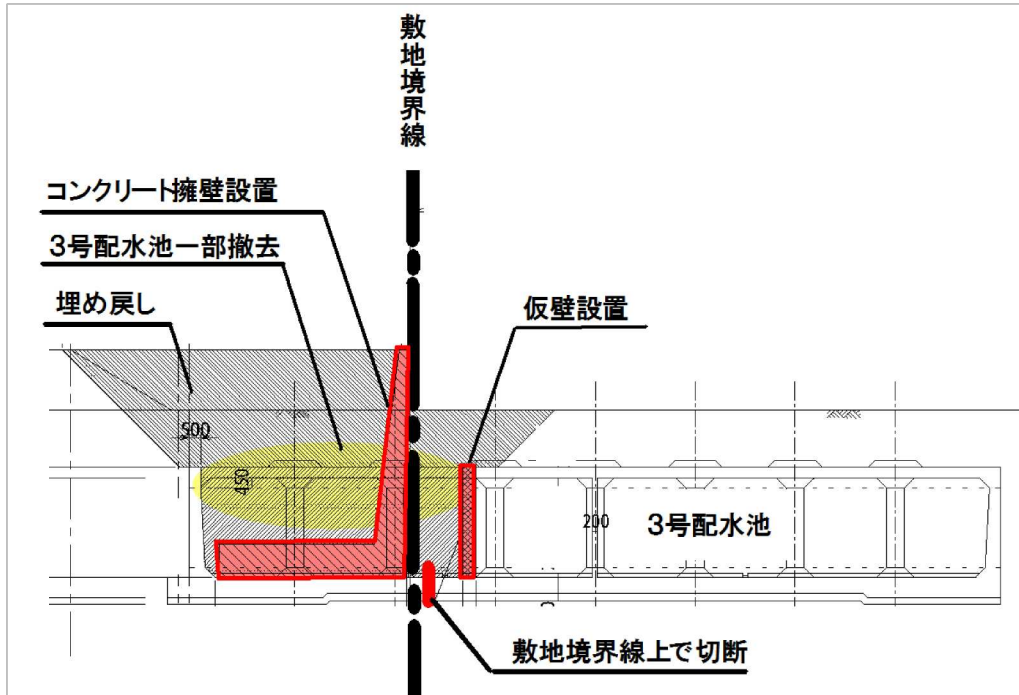 敷地境界線
コンクリート擁壁設置
3号配水池一部撤去
埋め戻し
仮壁設置
500
450
200
3号配水池
敷地境界線上で切断